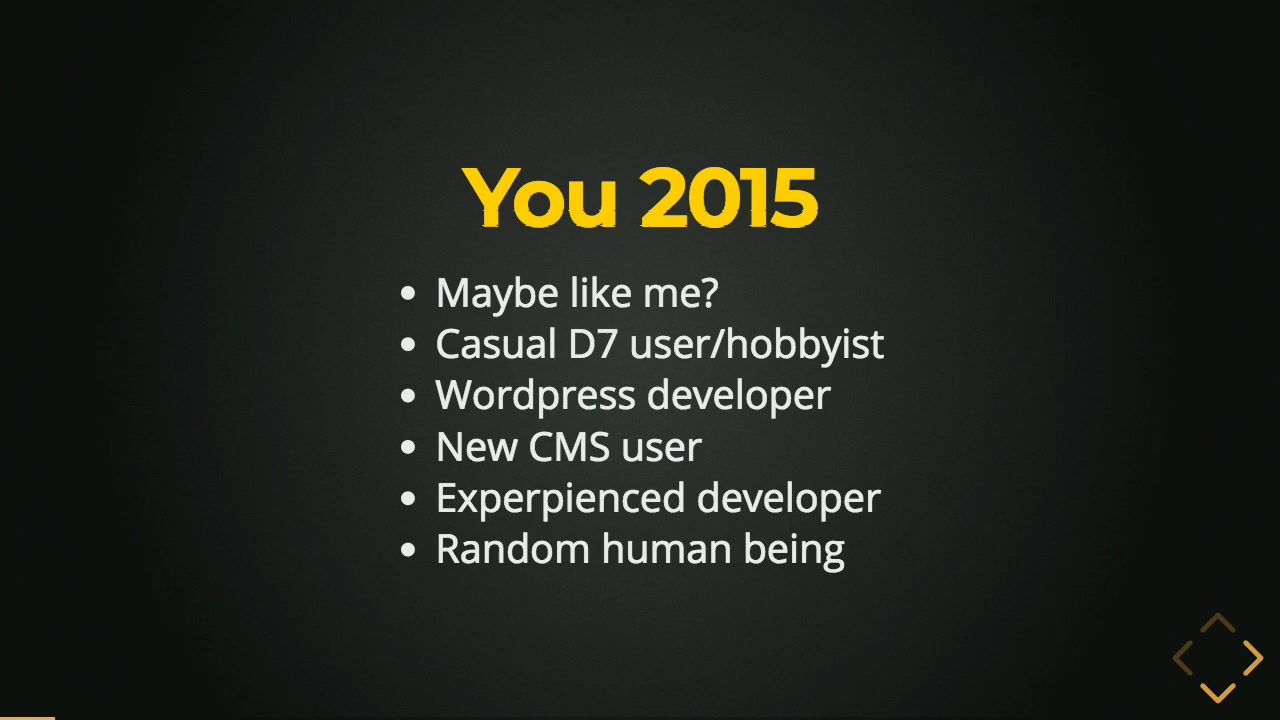 You 2015
Maybe like me?
Casual D7 user/hobbyist
Wordpress developer
New CMS user
Experpienced developer
Random human being